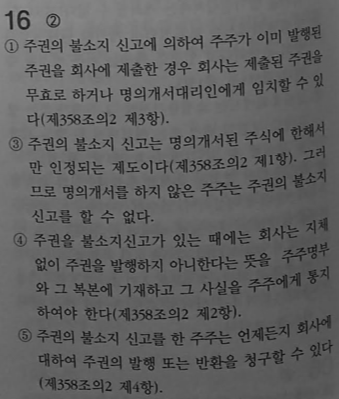 16 ②
① 주권의 불소지 신고에 의하여 주주가 이미 발행된
주권을 회사에 제출한 경우 회사는 제출된 주권을
무효로 하거나 명의개서대리인에게 임치할 수 있
다(제358조의2 제3항).
③ 주권의 불소지 신고는 명의개서된 주식에 한해서
만 인정되는 제도이다(제358조의2 제1항). 그러
므로 명의개서를 하지 않은 주주는 주권의 불소지
신고를 할 수 없다.
④ 주권을 불소지신고가 있는 때에는 회사는 지체
없이 주권을 발행하지 아니한다는 뜻을 주주명부
와 그 복본에 기재하고 그 사실을 주주에게 통지
하여야 한다(제358조의2 제2항).
⑤ 주권의 불소지 신고를 한 주주는 언제든지 회사에
대하여 주권의 발행 또는 반환을 청구할 수 있다
(제358조의2 제4항).